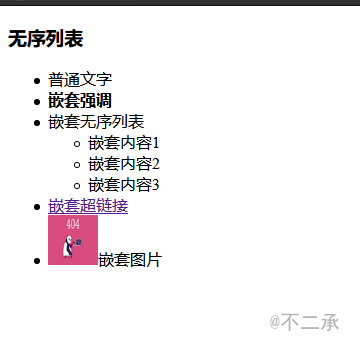 无序列表
普通文字
嵌套强调
嵌套无序列表
嵌套内容1
嵌套内容2
嵌套内容3
嵌套超链接
404
嵌套图片
@不二承